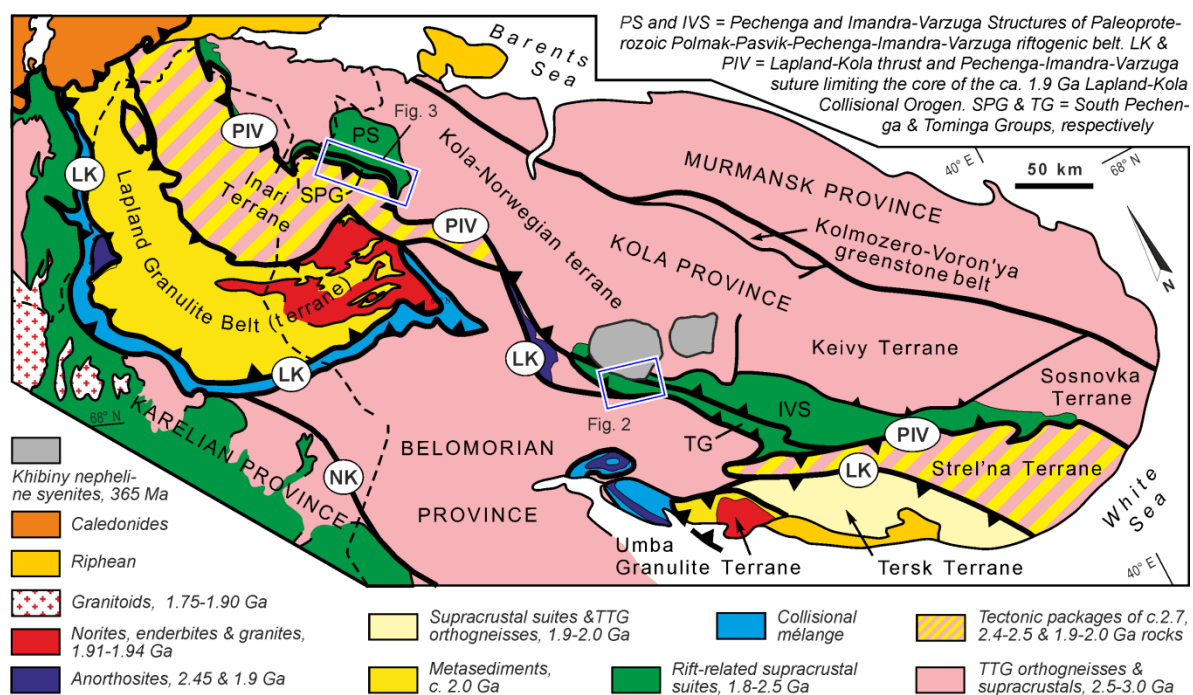 PS and IVS = Pechenga and Imandra-Varzuga Structures of Paleoprote-
rozoic Polmak-Pasvik-Pechenga-Imandra-Varzuga riftogenic belt. LK &
PIV = Lapland-Kola thrust and Pechenga-Imandra-Varzuga
suture limiting the core of the ca. 1.9 Ga Lapland-Kola
Collisional Orogen. SPG & TG = South Pechen-
ga & Tominga Groups, respectively
Barents
Sea
Fig. 3
PIV
PS
LK
Inari
Terrane
SPG
Lapland Granulite Belt (terrane)
PIV
Kola-Norwegian terrane
MURMANSK PROVINCE
40° E
68° N
50 km
N
Kolmozero-Voron'ya
greenstone belt
KOLA PROVINCE
Keivy Terrane
Sosnovka
Terrane
LK
LK
Fig. 2
IVS
TG
PIV
LK
Strel'na Terrane
White
Sea
68° N
KARELIAN PROVINCE
NK
BELOMORIAN
PROVINCE
Umba
Granulite Terrane
Tersk Terrane
40° E
Khibiny nepheli-
ne syenites, 365 Ma
Caledonides
Riphean
Granitoids, 1.75-1.90 Ga
Norites, enderbites & granites,
1.91-1.94 Ga
Anorthosites, 2.45 & 1.9 Ga
Supracrustal suites &TTG
orthogneisses, 1.9-2.0 Ga
Metasediments,
c. 2.0 Ga
Collisional
mélange
Rift-related supracrustal
suites, 1.8-2.5 Ga
Tectonic packages of c.2.7,
2.4-2.5 & 1.9-2.0 Ga rocks
TTG orthogneisses &
supracrustals, 2.5-3.0 Ga